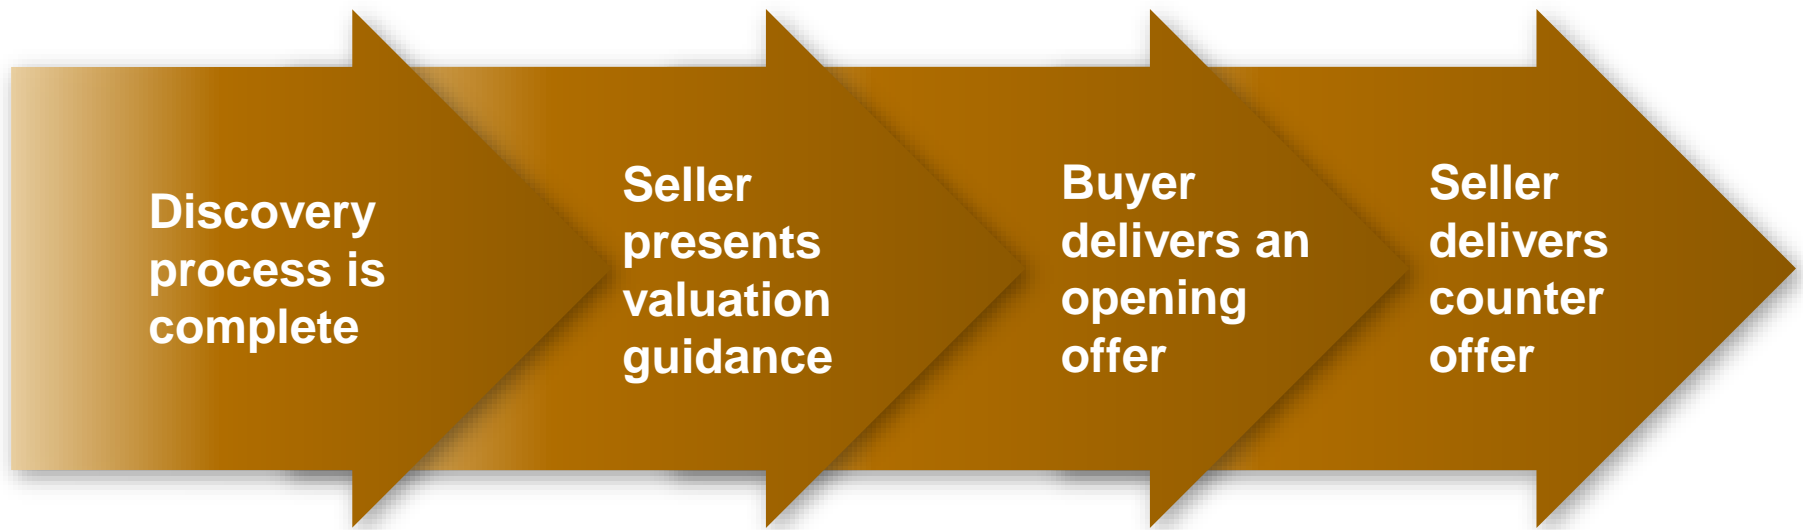 Discovery
process is
complete
Seller
presents
valuation
guidance
Buyer
delivers an
opening
offer
Seller
delivers
counter
offer